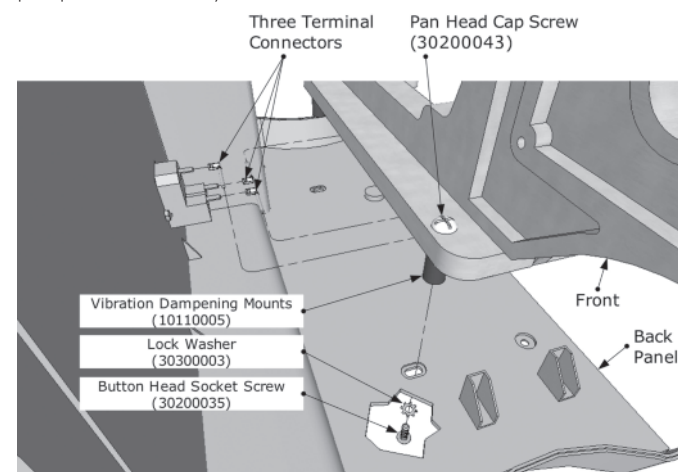 Three Terminal
Connectors
Pan Head Cap Screw
(30200043)
Vibration Dampening Mounts
(10110005)
Lock Washer
(30300003)
Button Head Socket Screw
(30200035)
Front
Back
Panel